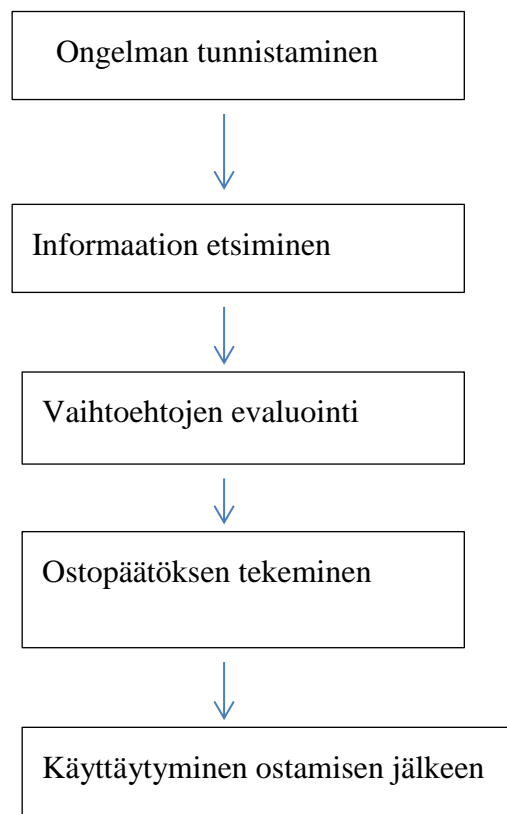 Ongelman tunnistaminen
Informaation etsiminen
Vaihtoehtojen evaluointi
Ostopäätöksen tekeminen
Käyttäytyminen ostamisen jälkeen